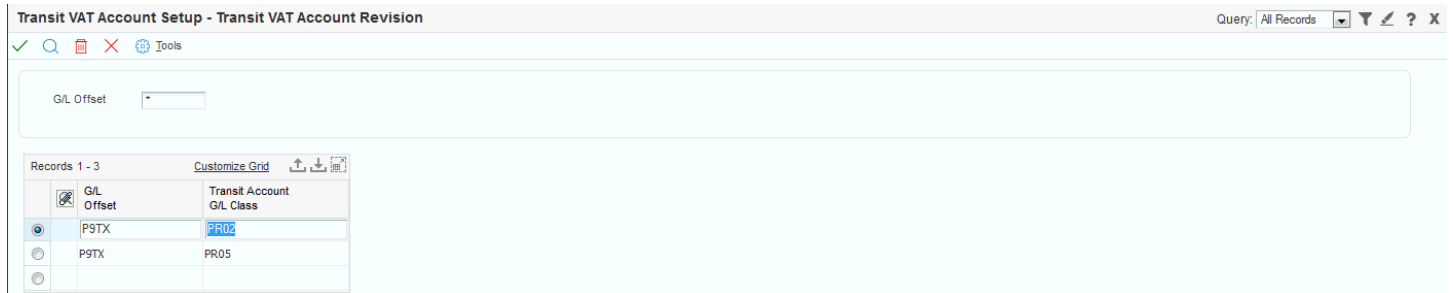 Transit VAT Account Setup - Transit VAT Account Revision
Query: All Records
? X
Tools
G/L Offset *
Records 1 - 3 Customize Grid
G/L Offset Transit Account G/L Class
P9TX PR02
P9TX PR05